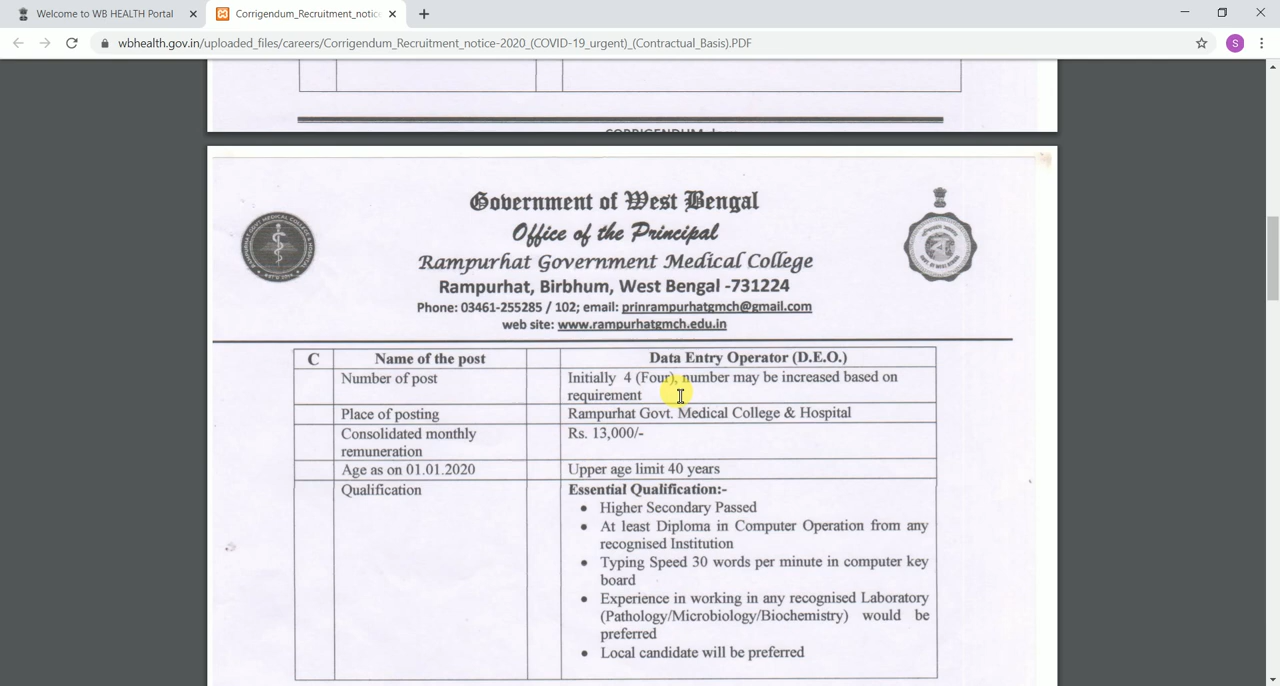 Welcome to WB HEALTH Portal
Corrigendum_Recruitment_notic
wbhealth.gov.in/uploaded_files/careers/Corrigendum_Recruitment_notice-2020_(COVID-19_urgent)_(Contractual_Basis).PDF
S
Government of West Bengal
Office of the Principal
Rampurhat Government Medical College
Rampurhat, Birbhum, West Bengal -731224
Phone: 03461-255285 / 102; email: prinrampurhatgmch@gmail.com
web site: www.rampurhatgmch.edu.in
C Name of the post Data Entry Operator (D.E.O.)
Number of post Initially 4 (Four), number may be increased based on
requirement
Place of posting Rampurhat Govt. Medical College & Hospital
Consolidated monthly Rs. 13,000/-
remuneration
Age as on 01.01.2020 Upper age limit 40 years
Qualification Essential Qualification:-
• Higher Secondary Passed
• At least Diploma in Computer Operation from any
recognised Institution
• Typing Speed 30 words per minute in computer key
board
• Experience in working in any recognised Laboratory
(Pathology/Microbiology/Biochemistry) would be
preferred
• Local candidate will be preferred